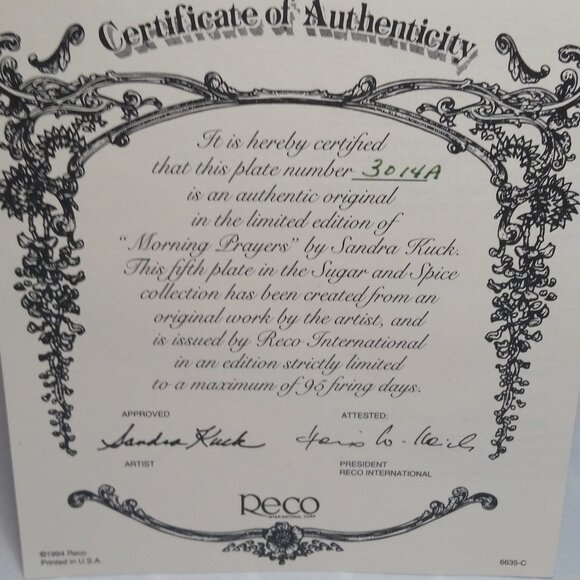 Certificate of Authenticity
It is hereby certified
that this plate number 3014A
is an authentic original
in the limited edition of
"Morning Prayers" by Sandra Kuck.
This fifth plate in the Sugar and Spice
collection has been created from an
original work by the artist, and
is issued by Reco International
in an edition strictly limited
to a maximum of 95 firing days.
APPROVED
ATTESTED:
Sandra Kuck
ARTIST
PRESIDENT
RECO INTERNATIONAL
Reco
INTERNATIONAL CORP.
©1994 Reco
Printed in U.S.A.
6635-C